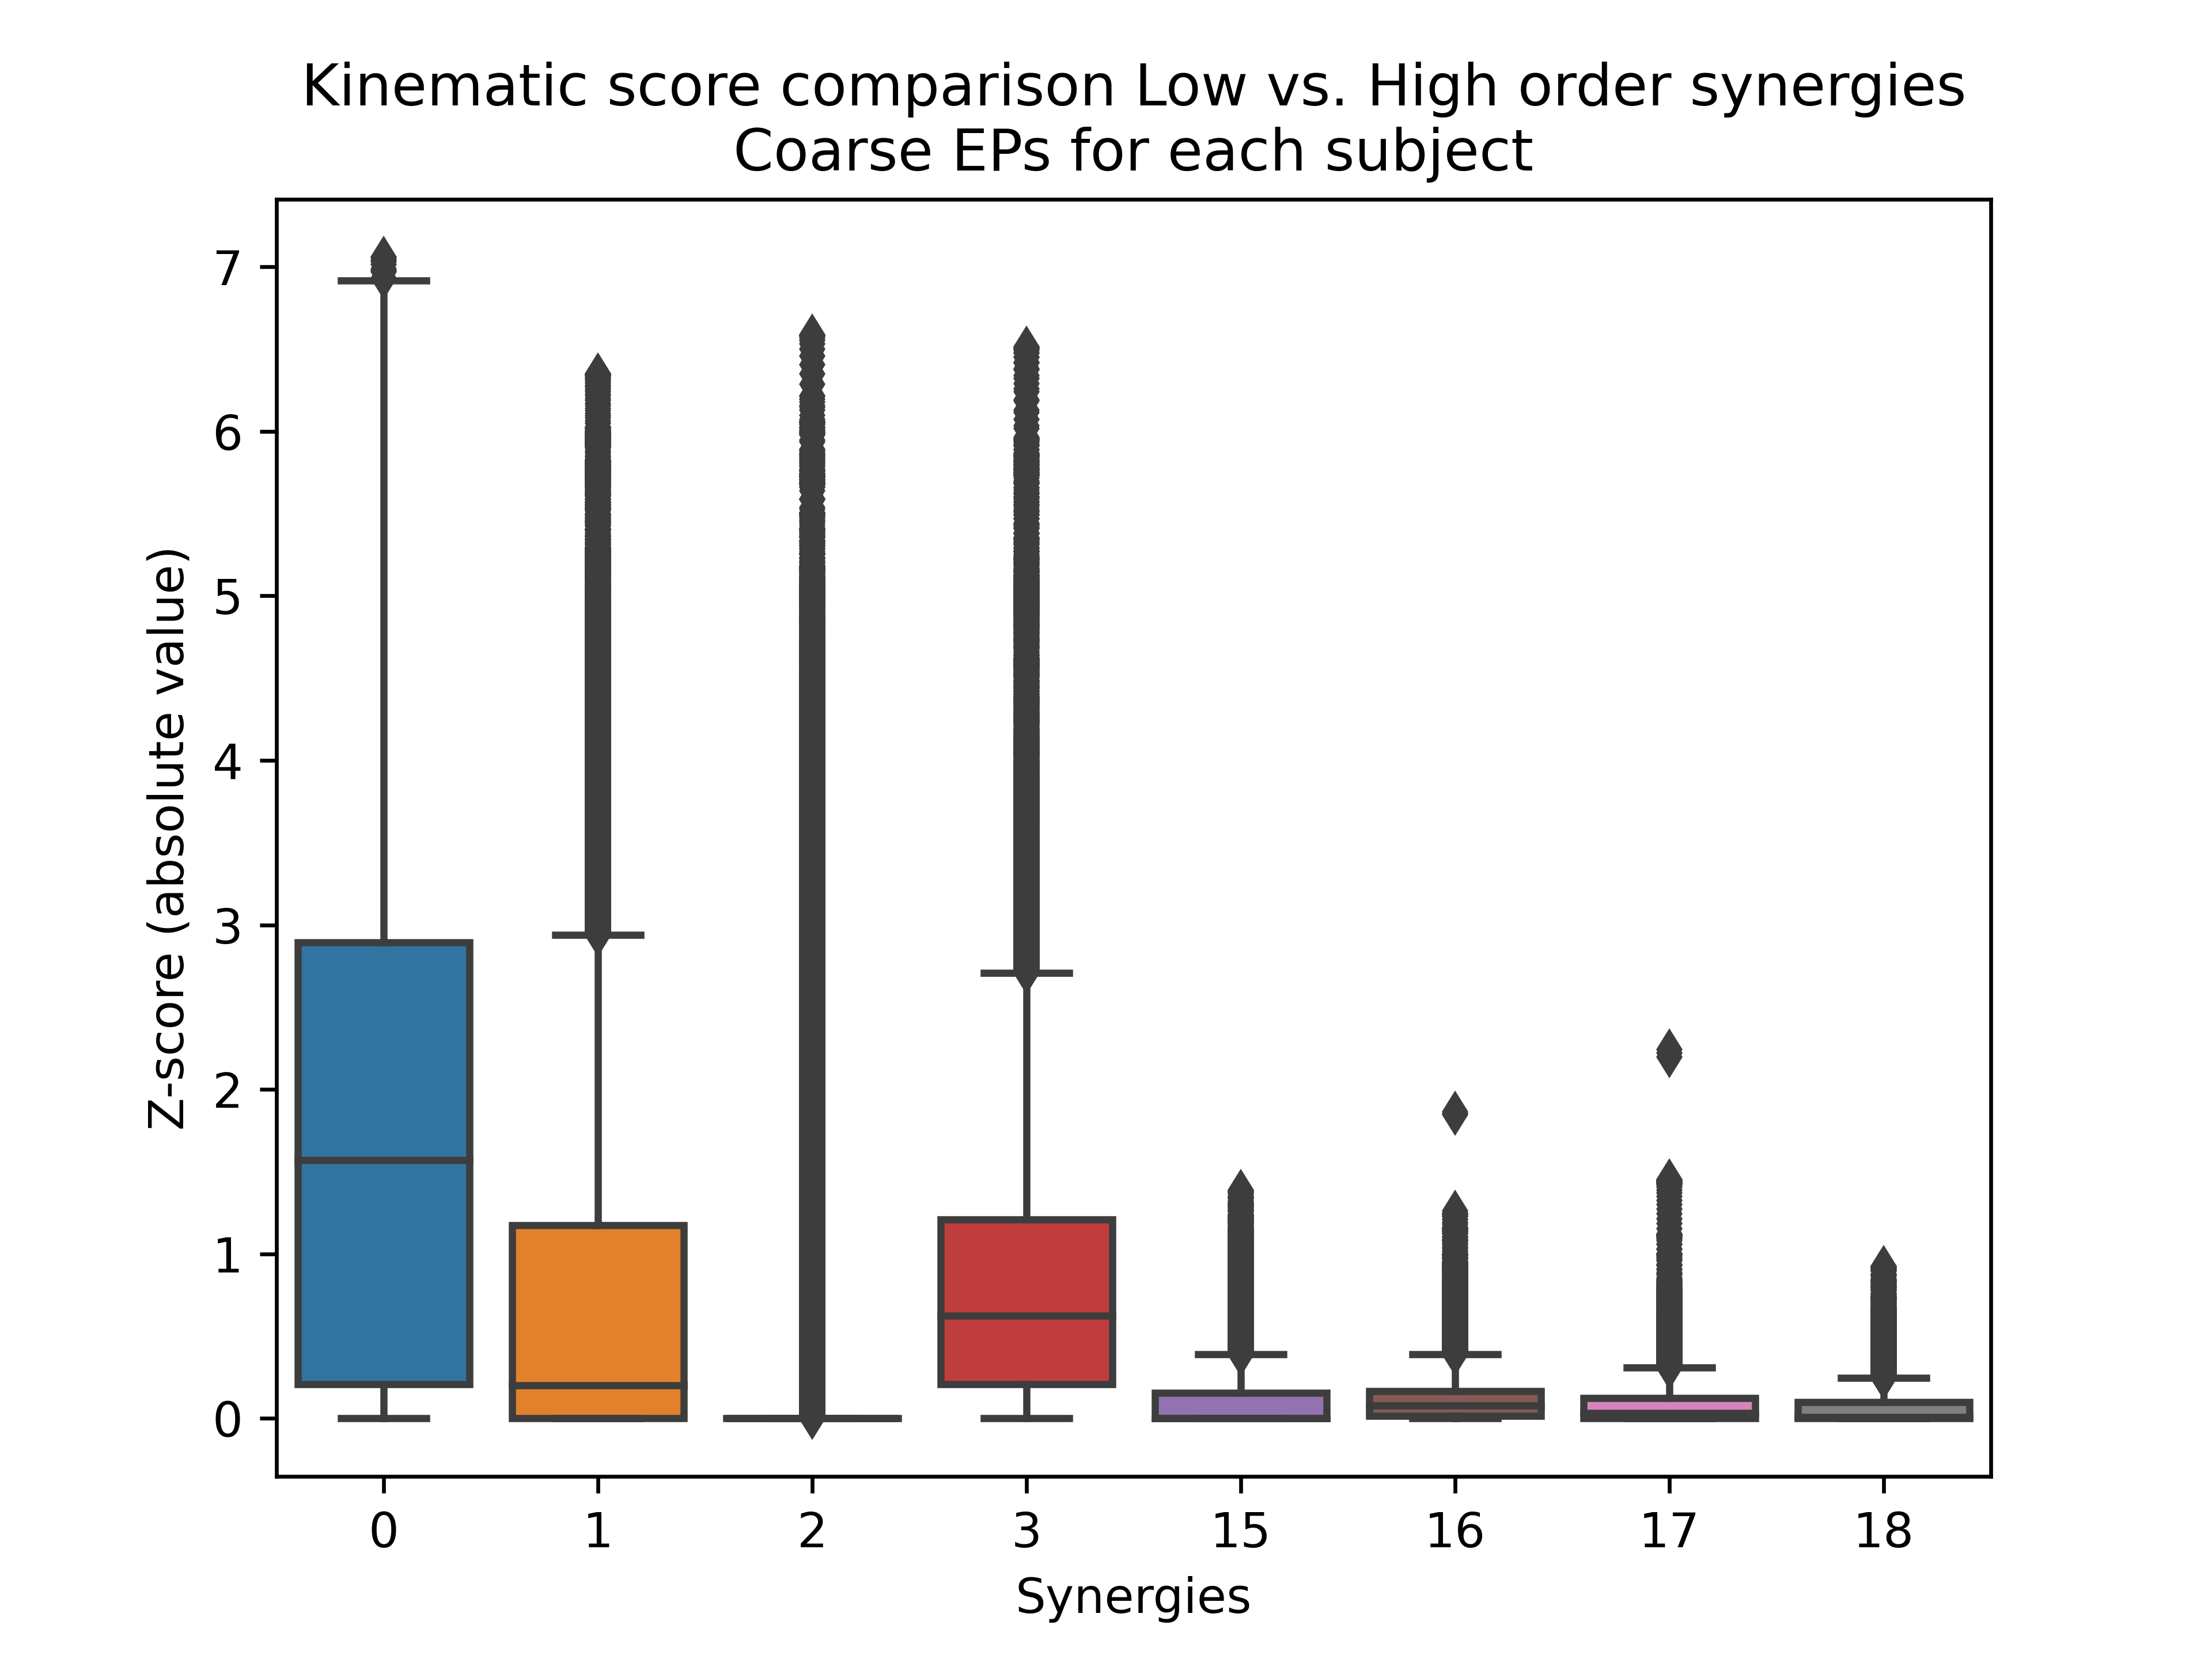 Kinematic score comparison Low vs. High order synergies
Coarse EPs for each subject
Z-score (absolute value)
7
6
5
4
3
2
1
0
0 1 2 3 15 16 17 18
Synergies